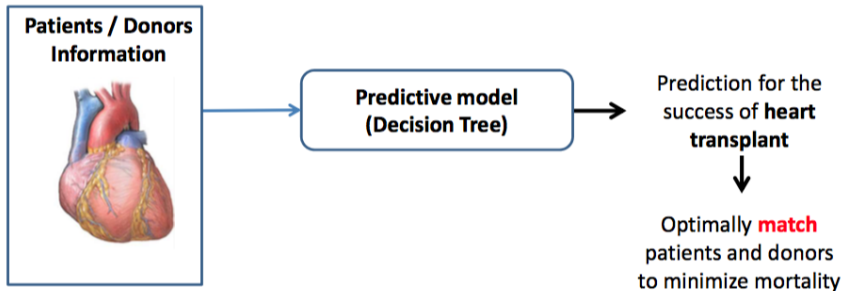 Patients / Donors
Information
Predictive model
(Decision Tree)
Prediction for the
success of heart
transplant
Optimally match
patients and donors
to minimize mortality